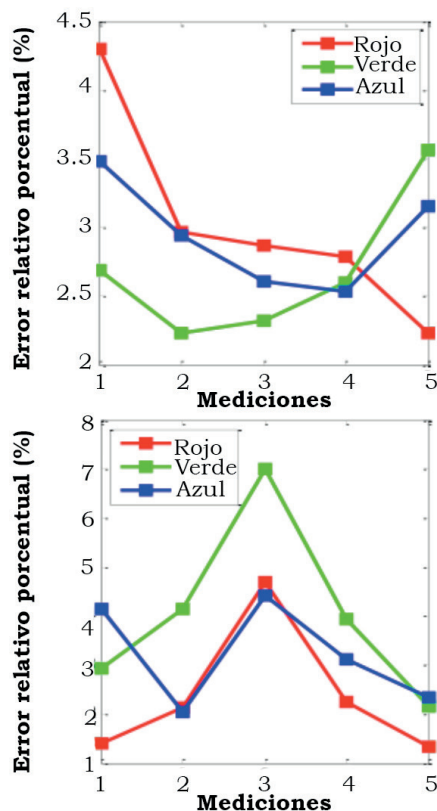 Error relativo porcentual (%)
4.5
4
3.5
3
2.5
2
Rojo
Verde
Azul
1 2 3 4 5
Mediciones
Error relativo porcentual (%)
8
7
6
5
4
3
2
1
Rojo
Verde
Azul
1 2 3 4 5
Mediciones